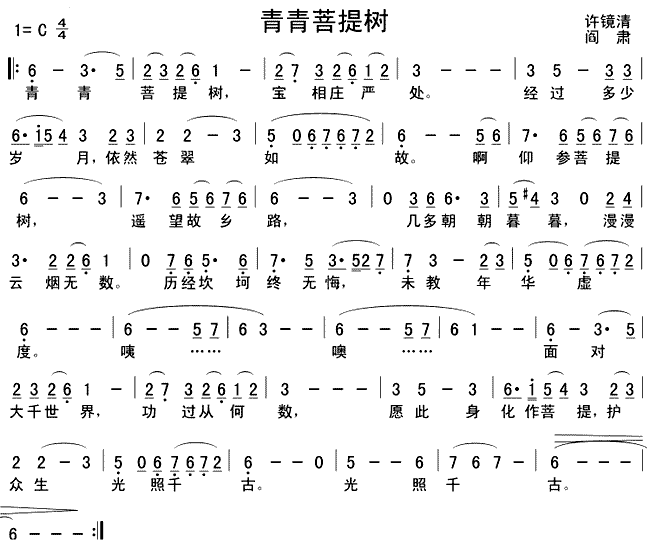 青青菩提树
1=C 4/4
许镜清
阎肃
6 - 3· 5 | 2 3 2 6 1 - | 2 7 3 2 6 1 2 | 3 - - - | 3 5 - 3 3 |
青 青 菩提树, 宝 相庄严 处。 经过 多少
6· i 5 4 3 2 3 | 2 - 2 3 | 5 0 6 7 6 7 2 | 6 - - 5 6 | 7· 6 5 6 7 6 |
岁 月,依然 苍翠 如 故。 啊 仰 参菩提
6 - - 3 | 7· 6 5 6 7 6 | 6 - - 3 | 0 3 6 6· 3 | 5 #4 3 0 2 4 |
树, 遥 望故乡 路, 几多朝 朝暮暮, 漫漫
3· 2 2 6 1 | 0 7 6 5· 6 | 7 5 - 3 3· 5 2 7 | 7 - 7 2 | 5 0 6 7 6 7 |
云 烟无数。 历经坎 坷终无悔, 未教 年 华 虚
6 - - - | 6 - - 5 7 | 6 3 - - | 6 - - 5 7 | 6 1 - - | 6 - 3· 5 |
度。 咦 …… 噢 …… 面 对
2 3 2 6 1 - | 2 7 3 2 6 1 2 | 3 - - - | 3 5 - 3 | 6· i 5 4 3 2 3 |
大千世界, 功 过从何 数, 愿此 身 化作菩 提,护
2 2 - 3 | 5 0 6 7 6 7 2 | 6 - - 0 | 5 - - 6 | 7 6 7 | 6 - - - |
众生 光 照千 古。 光 照 千 古。
6 - - - :|